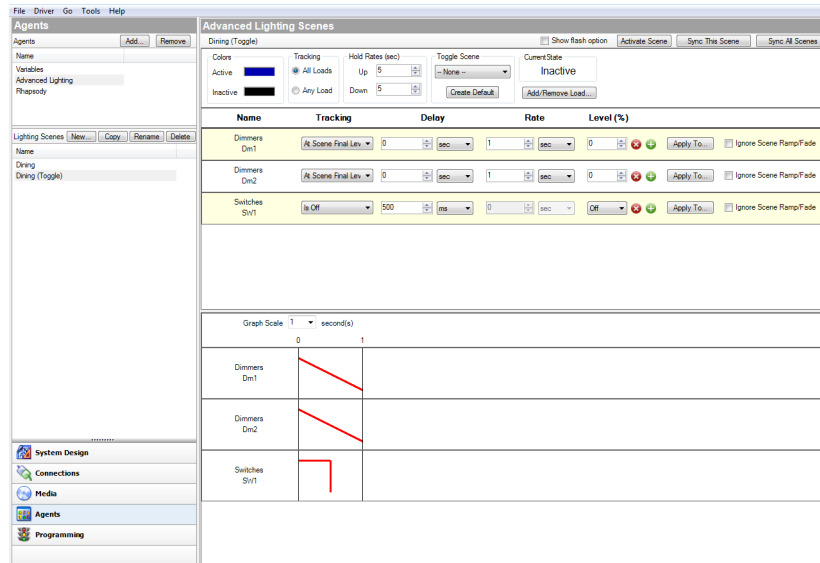 File Driver Go Tools Help
Agents
Agents Add... Remove
Name
Variables
Advanced Lighting
Rhapsody
Lighting Scenes New... Copy Rename Delete
Name
Dining
Dining (Toggle)
System Design
Connections
Media
Agents
Programming
Advanced Lighting Scenes
Dining (Toggle) Show flash option Activate Scene Sync This Scene Sync All Scenes
Colors Tracking Hold Rates (sec) Toggle Scene Current State
Active All Loads Up 5 -- None -- Inactive
Inactive Any Load Down 5 Create Default Add/Remove Load...
Name Tracking Delay Rate Level (%)
Dimmers
Dm1 At Scene Final Lev 0 sec 1 sec 0 Apply To... Ignore Scene Ramp/Fade
Dimmers
Dm2 At Scene Final Lev 0 sec 1 sec 0 Apply To... Ignore Scene Ramp/Fade
Switches
SW1 Is Off 500 ms 0 sec Off Apply To... Ignore Scene Ramp/Fade
Graph Scale 1 second(s)
0 1
Dimmers
Dm1
Dimmers
Dm2
Switches
SW1